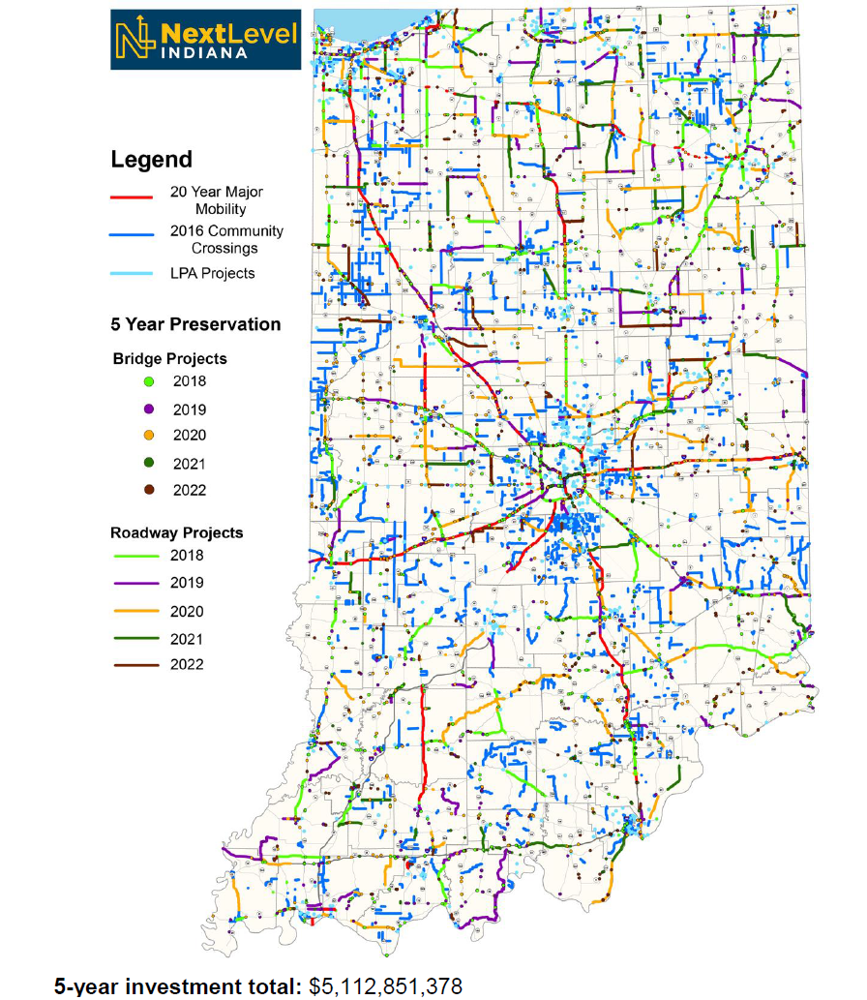 NextLevel
INDIANA
Legend
20 Year Major
Mobility
2016 Community
Crossings
LPA Projects
5 Year Preservation
Bridge Projects
2018
2019
2020
2021
2022
Roadway Projects
2018
2019
2020
2021
2022
5-year investment total: $5,112,851,378